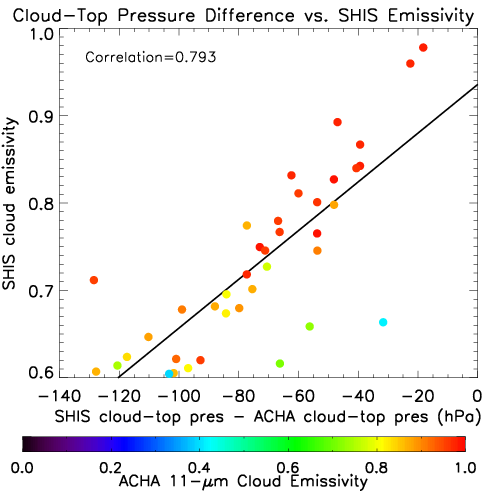 Cloud-Top Pressure Difference vs. SHIS Emissivity
Correlation=0.793
1.0
0.9
0.8
0.7
0.6
SHIS cloud emissivity
-140 -120 -100 -80 -60 -40 -20 0
SHIS cloud-top pres - ACHA cloud-top pres (hPa)
0.0 0.2 0.4 0.6 0.8 1.0
ACHA 11-μm Cloud Emissivity